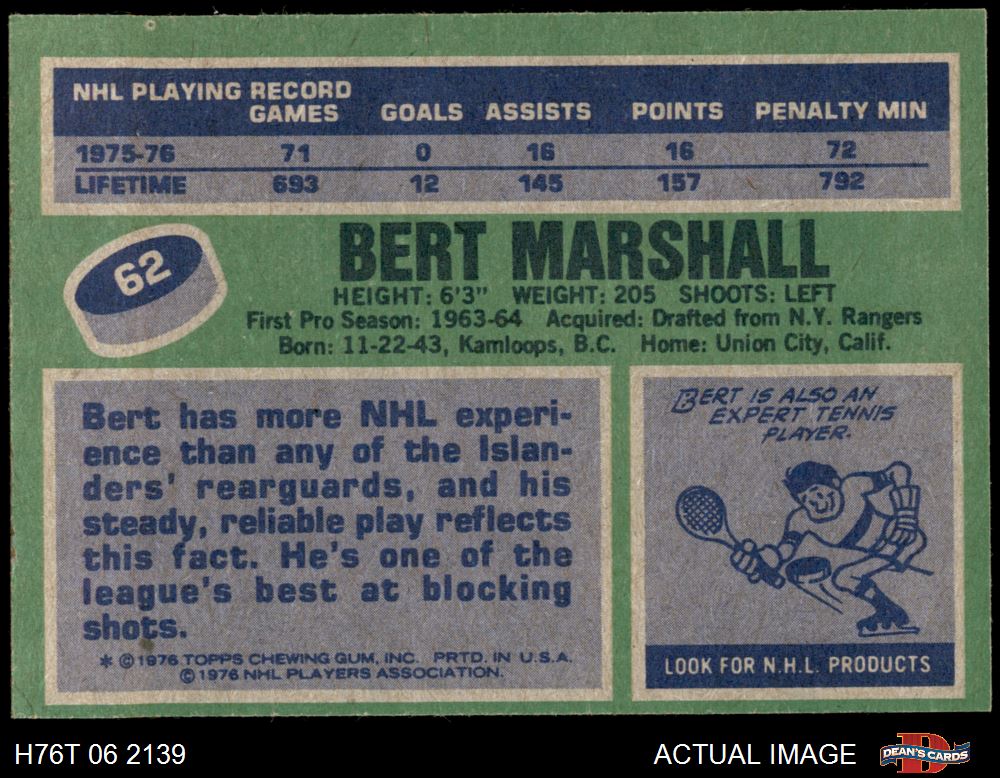 NHL PLAYING RECORD
GAMES GOALS ASSISTS POINTS PENALTY MIN
1975-76 71 0 16 16 72
LIFETIME 693 12 145 157 792
62
BERT MARSHALL
HEIGHT: 6'3" WEIGHT: 205 SHOOTS: LEFT
First Pro Season: 1963-64 Acquired: Drafted from N.Y. Rangers
Born: 11-22-43, Kamloops, B.C. Home: Union City, Calif.
Bert has more NHL experi-
ence than any of the Islan-
ders' rearguards, and his
steady, reliable play reflects
this fact. He's one of the
league's best at blocking
shots.
* ©1976 TOPPS CHEWING GUM, INC. PRTD. IN U.S.A.
©1976 NHL PLAYERS ASSOCIATION.
BERT IS ALSO AN
EXPERT TENNIS
PLAYER.
LOOK FOR N.H.L. PRODUCTS
H76T 06 2139 ACTUAL IMAGE
D
DEAN'S CARDS